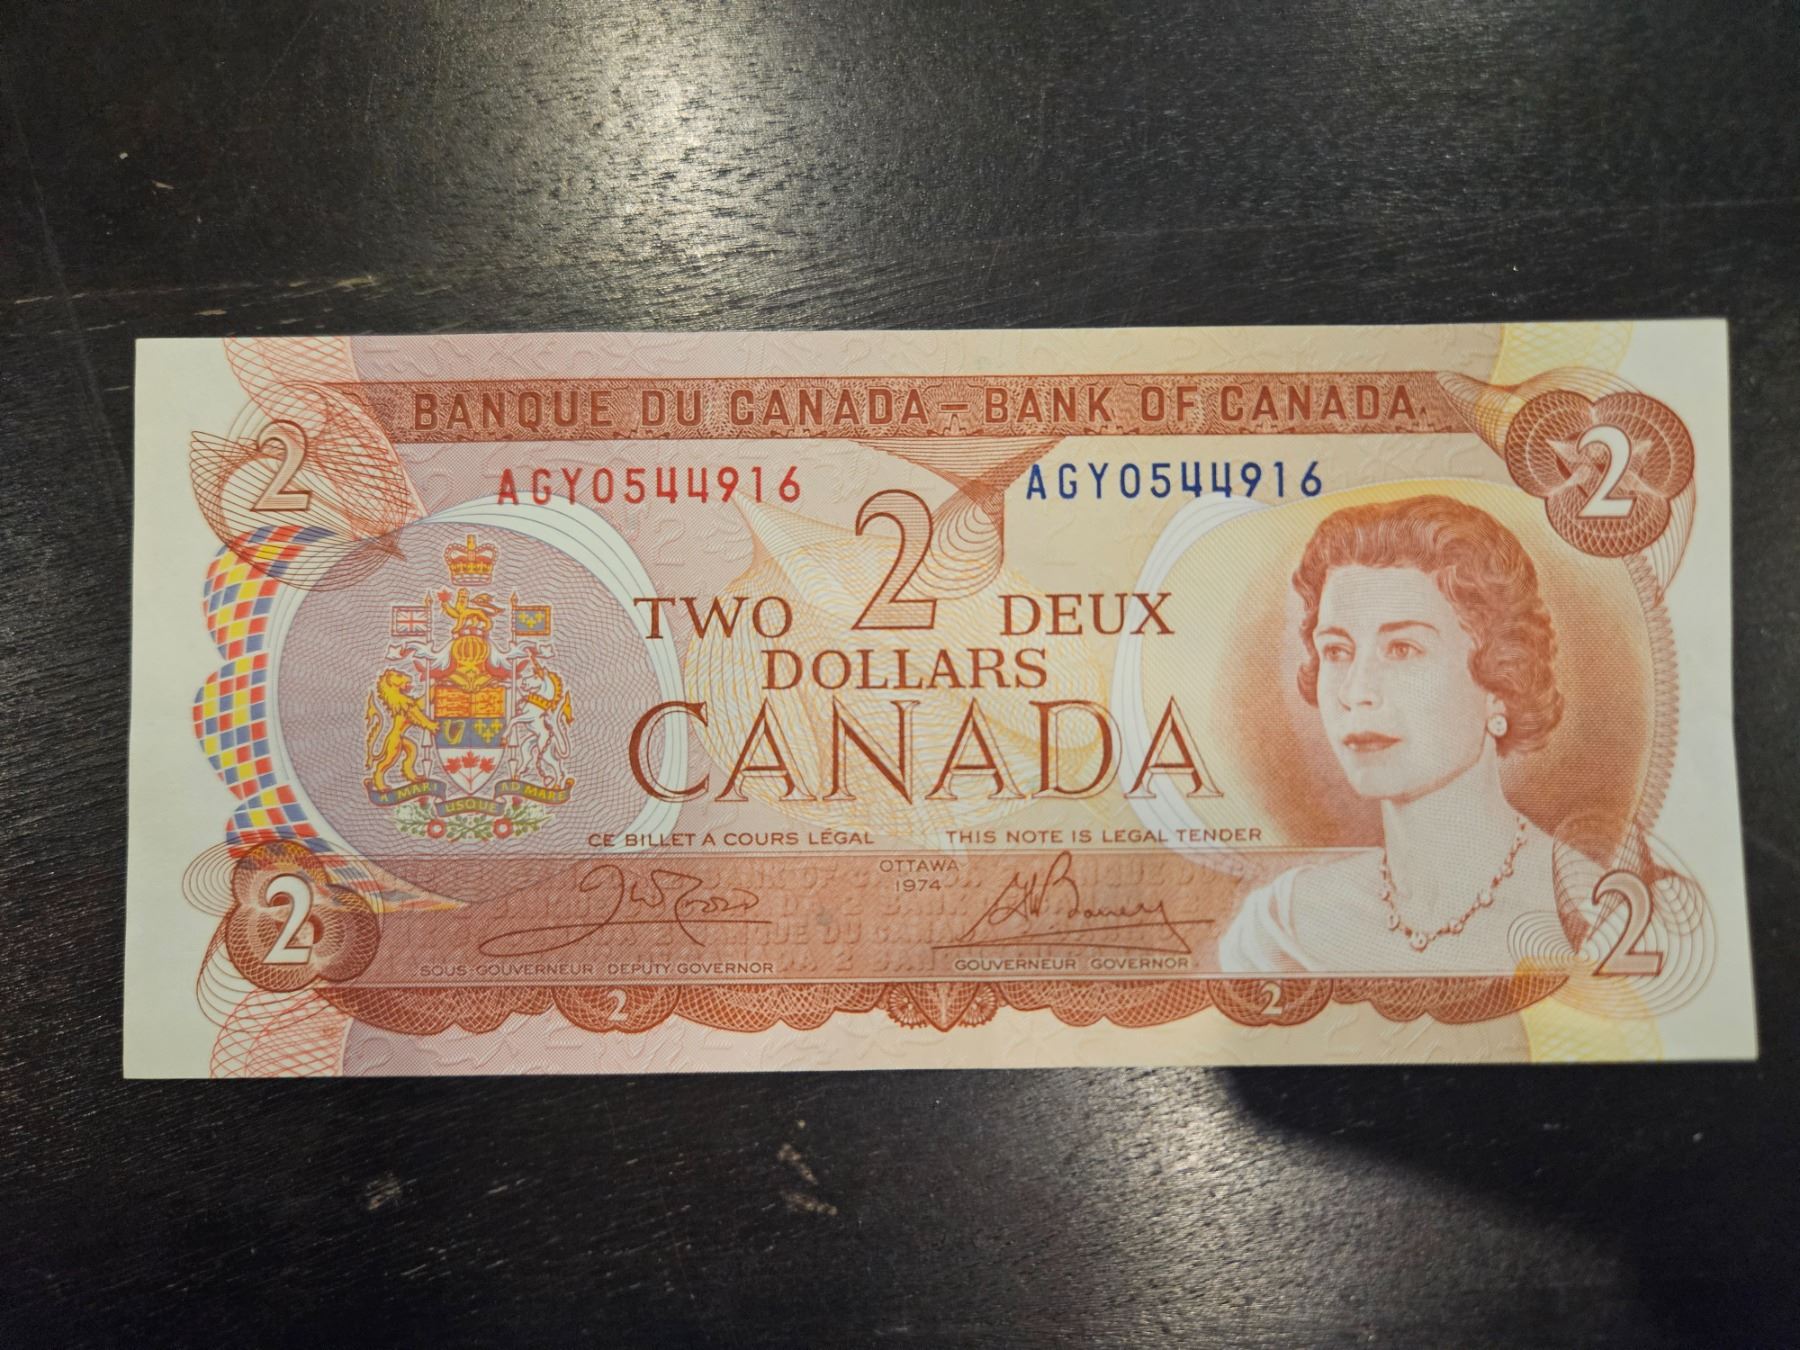 BANQUE DU CANADA – BANK OF CANADA
2
2
AGY0544916
AGY0544916
2
TWO
DEUX
DOLLARS
CANADA
A MARI USQUE AD MARE
CE BILLET A COURS LÉGAL
THIS NOTE IS LEGAL TENDER
OTTAWA
1974
2
2
SOUS-GOUVERNEUR DEPUTY GOVERNOR
GOUVERNEUR GOVERNOR
2
2